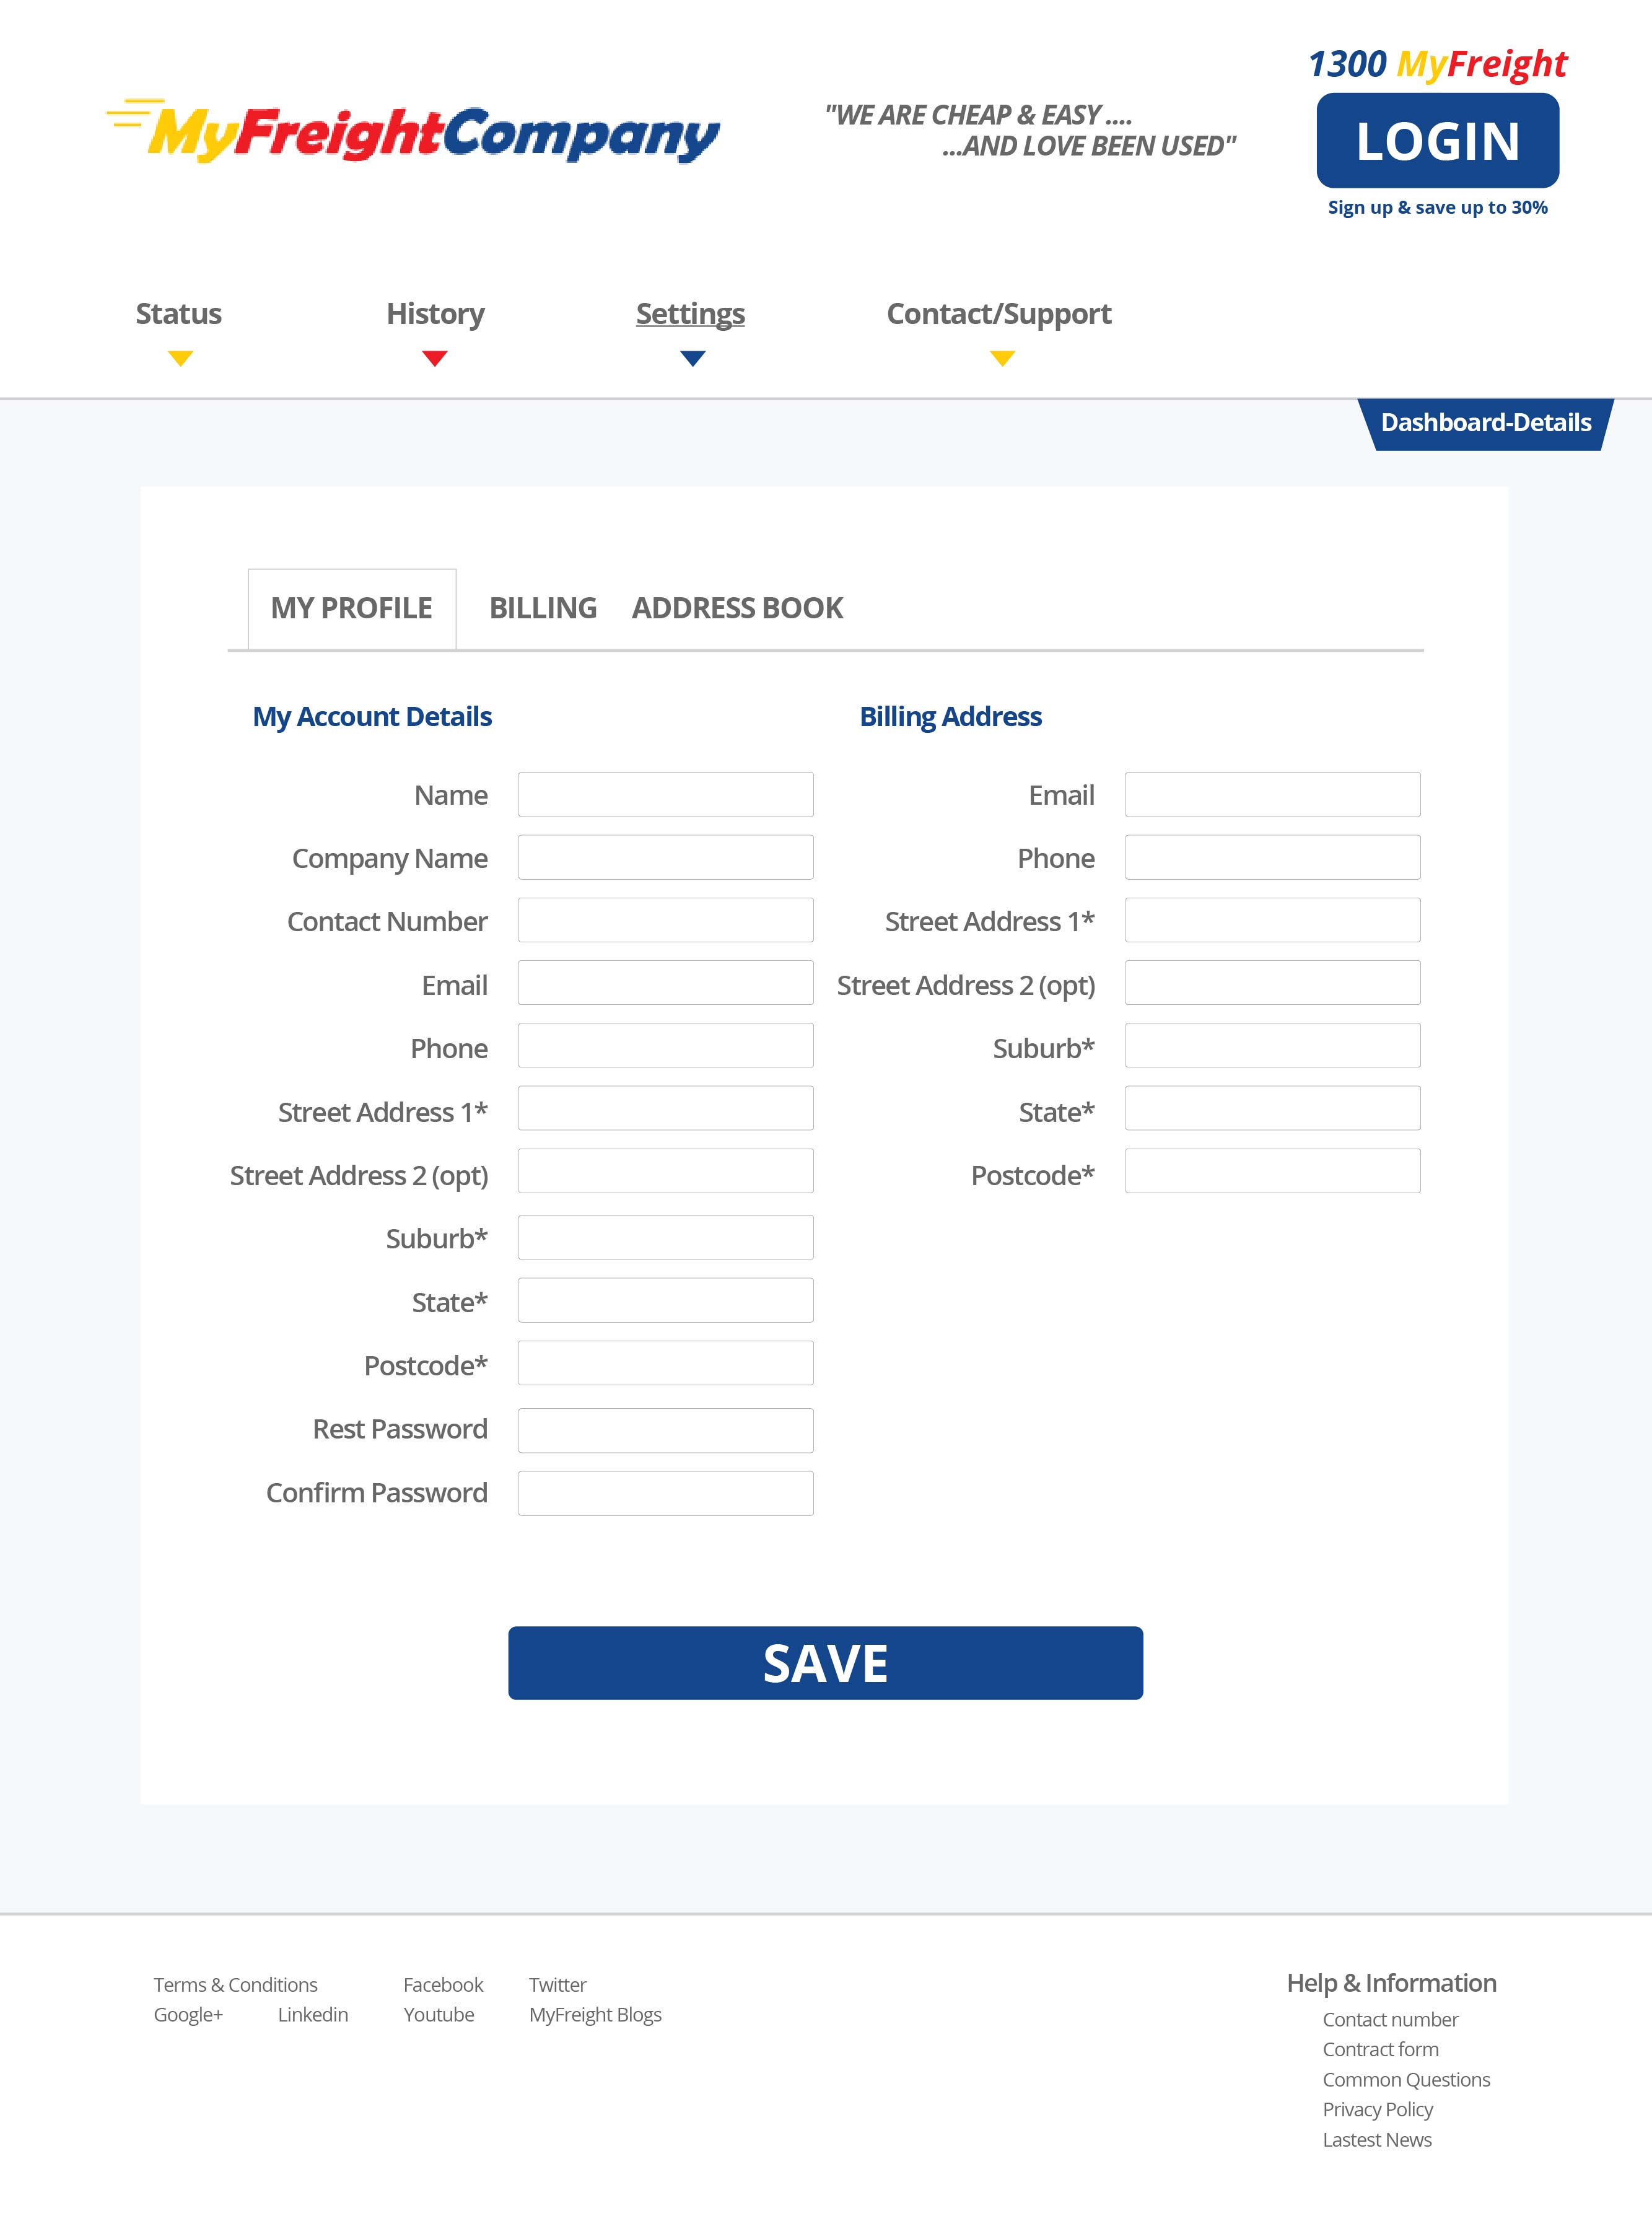 1300 MyFreight
MyFreightCompany
"WE ARE CHEAP & EASY ....
...AND LOVE BEEN USED"
LOGIN
Sign up & save up to 30%
Status History Settings Contact/Support
Dashboard-Details
MY PROFILE BILLING ADDRESS BOOK
My Account Details
Name
Company Name
Contact Number
Email
Phone
Street Address 1*
Street Address 2 (opt)
Suburb*
State*
Postcode*
Rest Password
Confirm Password
Billing Address
Email
Phone
Street Address 1*
Street Address 2 (opt)
Suburb*
State*
Postcode*
SAVE
Terms & Conditions Facebook Twitter
Google+ Linkedin Youtube MyFreight Blogs
Help & Information
Contact number
Contract form
Common Questions
Privacy Policy
Lastest News